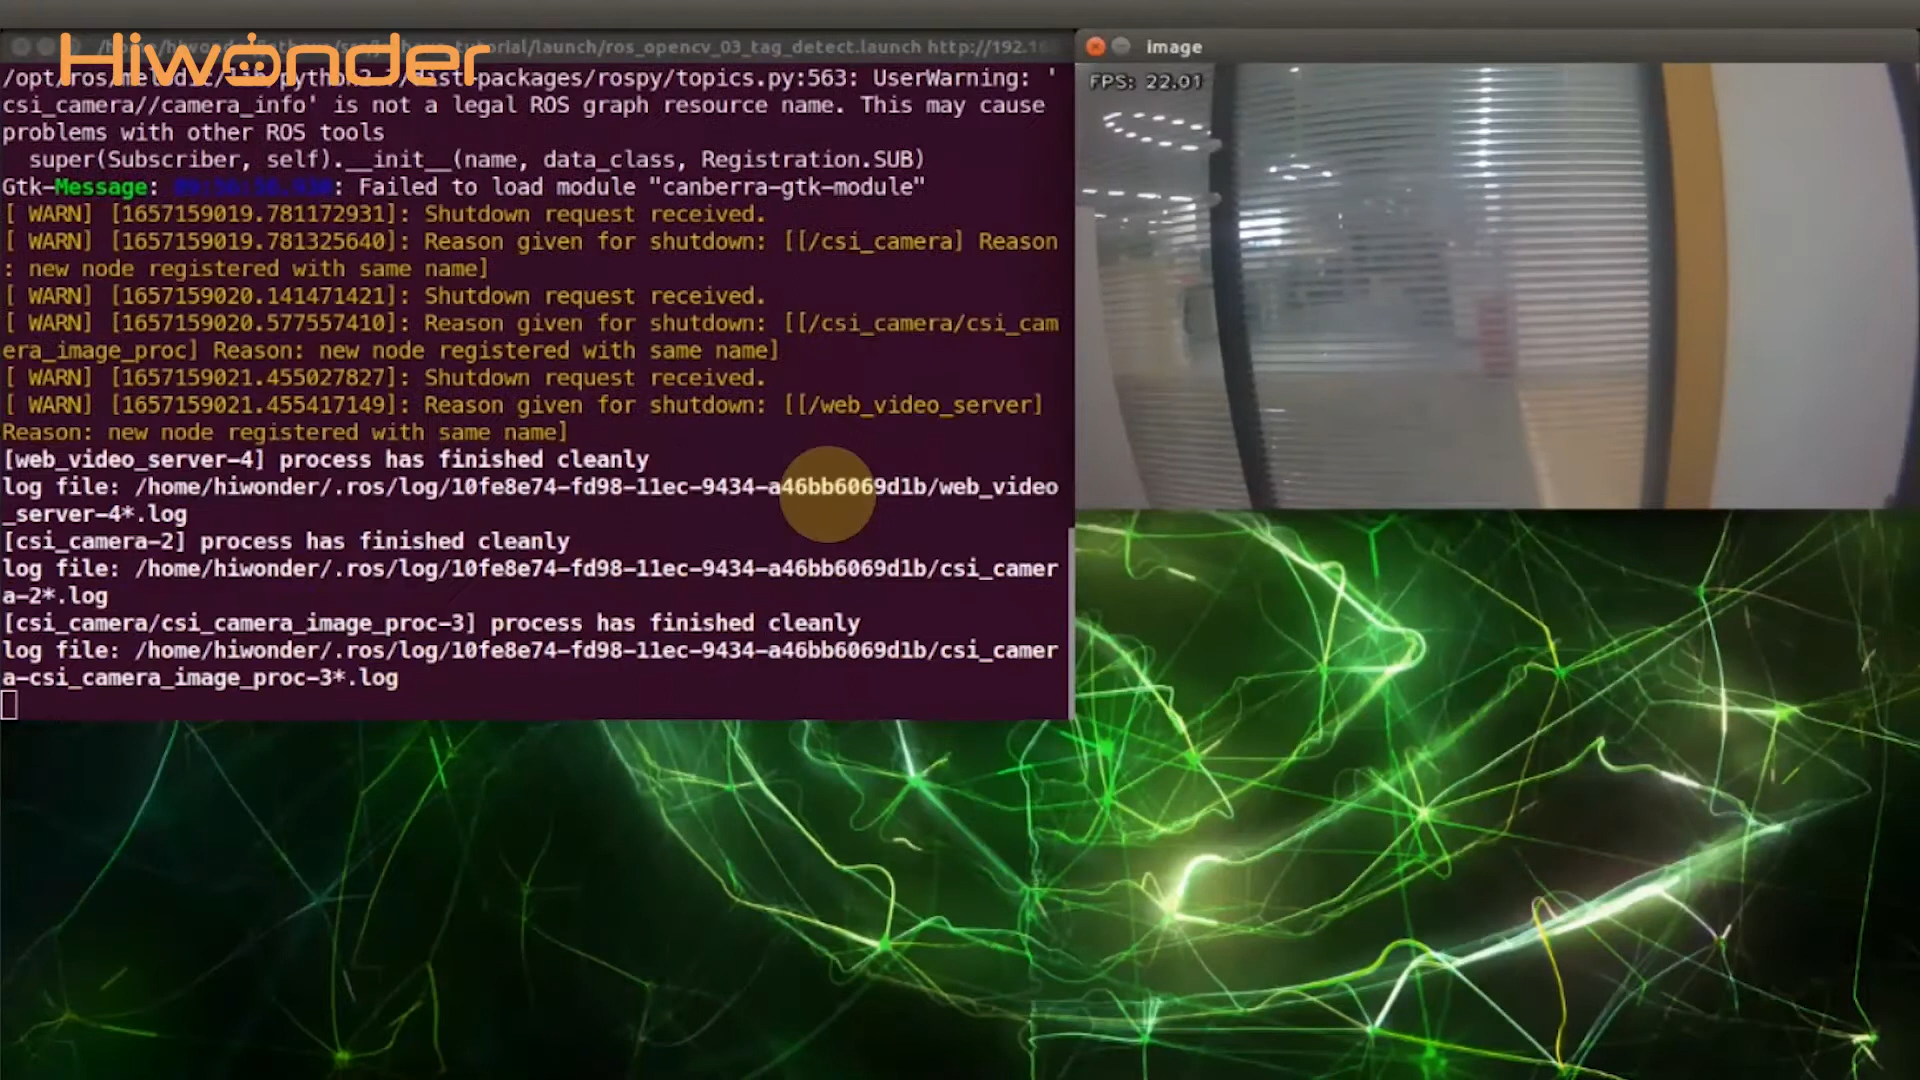 Hiwonder
tutorial/launch/ros_opencv_03_tag_detect.launch http://192.16
image
/opt/ros/melodic/lib/python2.7/dist-packages/rospy/topics.py:563: UserWarning: '
csi_camera//camera_info' is not a legal ROS graph resource name. This may cause
problems with other ROS tools
super(Subscriber, self).__init__(name, data_class, Registration.SUB)
Gtk-Message: : Failed to load module "canberra-gtk-module"
[ WARN] [1657159019.781172931]: Shutdown request received.
[ WARN] [1657159019.781325640]: Reason given for shutdown: [[/csi_camera] Reason
: new node registered with same name]
[ WARN] [1657159020.141471421]: Shutdown request received.
[ WARN] [1657159020.577557410]: Reason given for shutdown: [[/csi_camera/csi_cam
era_image_proc] Reason: new node registered with same name]
[ WARN] [1657159021.455027827]: Shutdown request received.
[ WARN] [1657159021.455417149]: Reason given for shutdown: [[/web_video_server]
Reason: new node registered with same name]
[web_video_server-4] process has finished cleanly
log file: /home/hiwonder/.ros/log/10fe8e74-fd98-11ec-9434-a46bb6069d1b/web_video
_server-4*.log
[csi_camera-2] process has finished cleanly
log file: /home/hiwonder/.ros/log/10fe8e74-fd98-11ec-9434-a46bb6069d1b/csi_camer
a-2*.log
[csi_camera/csi_camera_image_proc-3] process has finished cleanly
log file: /home/hiwonder/.ros/log/10fe8e74-fd98-11ec-9434-a46bb6069d1b/csi_camer
a-csi_camera_image_proc-3*.log
FPS: 22.01